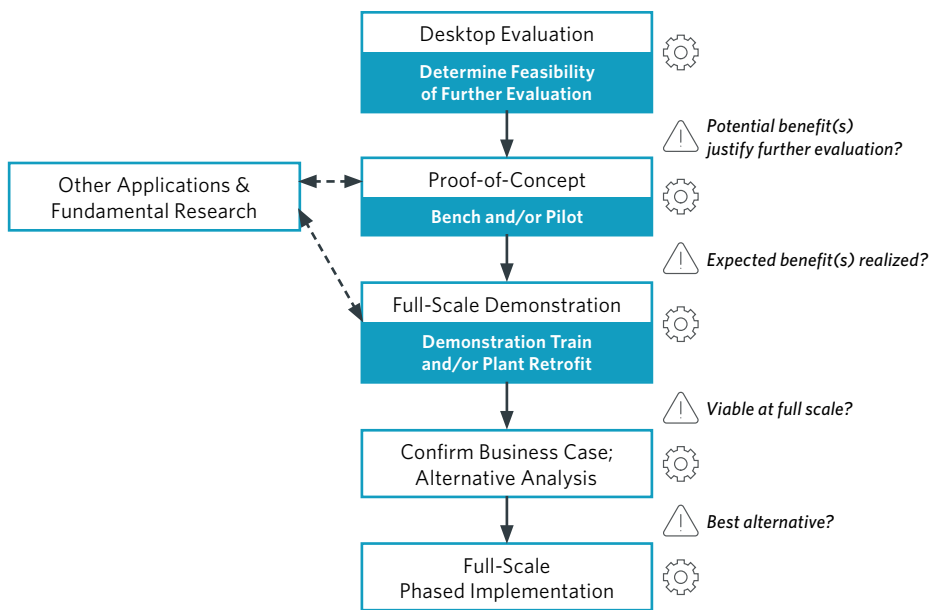 Desktop Evaluation
Determine Feasibility
of Further Evaluation
Potential benefit(s)
justify further evaluation?
Other Applications &
Fundamental Research
Proof-of-Concept
Bench and/or Pilot
Expected benefit(s) realized?
Full-Scale Demonstration
Demonstration Train
and/or Plant Retrofit
Viable at full scale?
Confirm Business Case;
Alternative Analysis
Best alternative?
Full-Scale
Phased Implementation